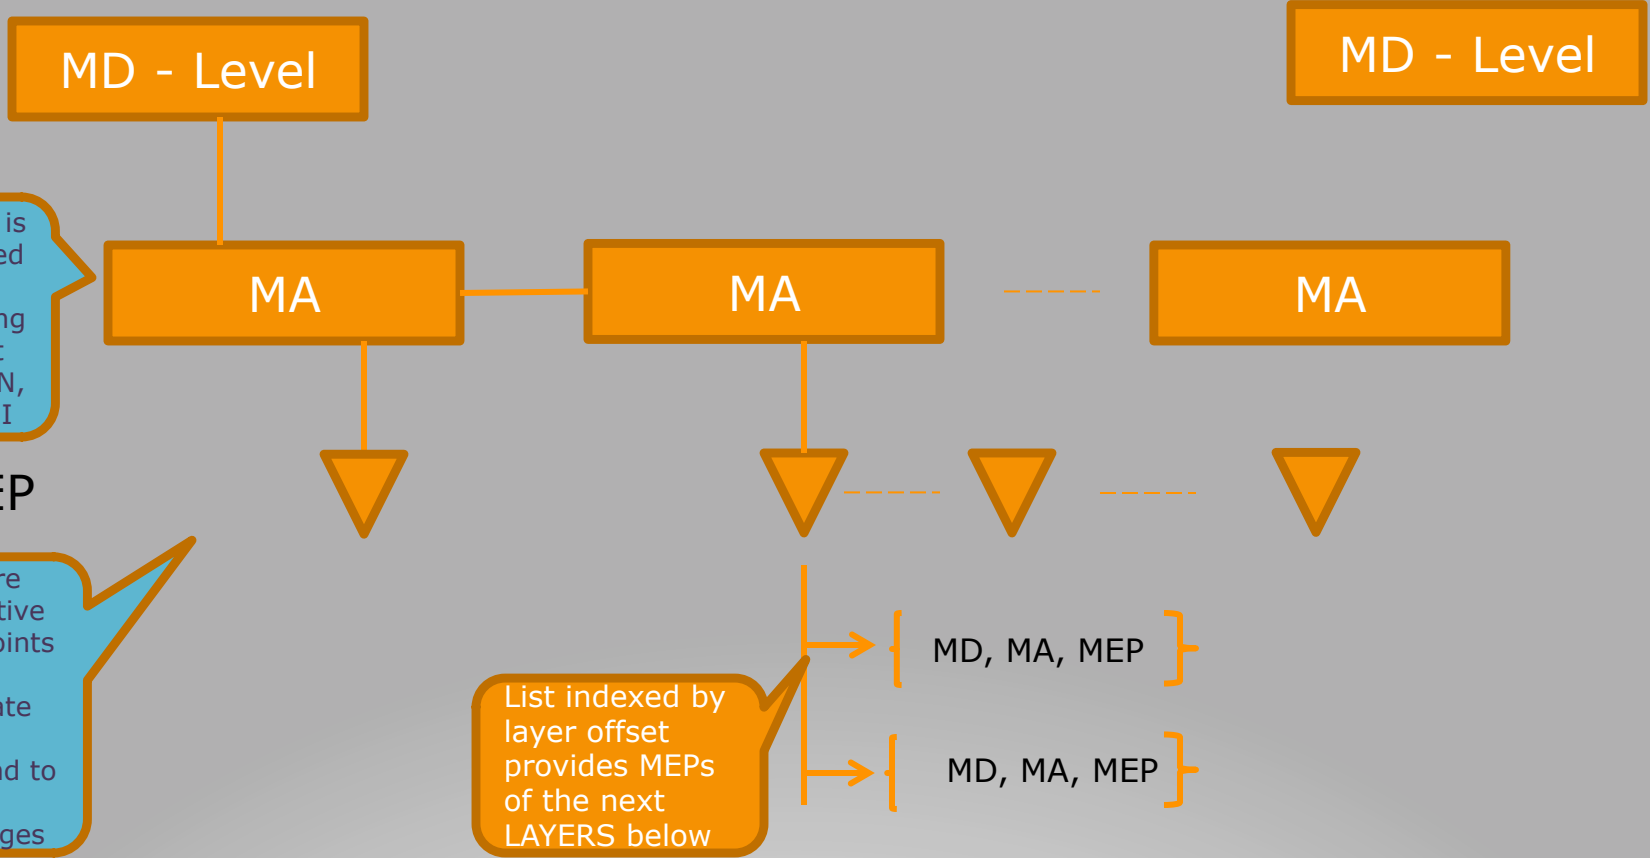 MD - Level
MD - Level
is
MA
MA
MA
I
List indexed by
layer offset
provides MEPs
of the next
LAYERS below
MD, MA, MEP
MD, MA, MEP